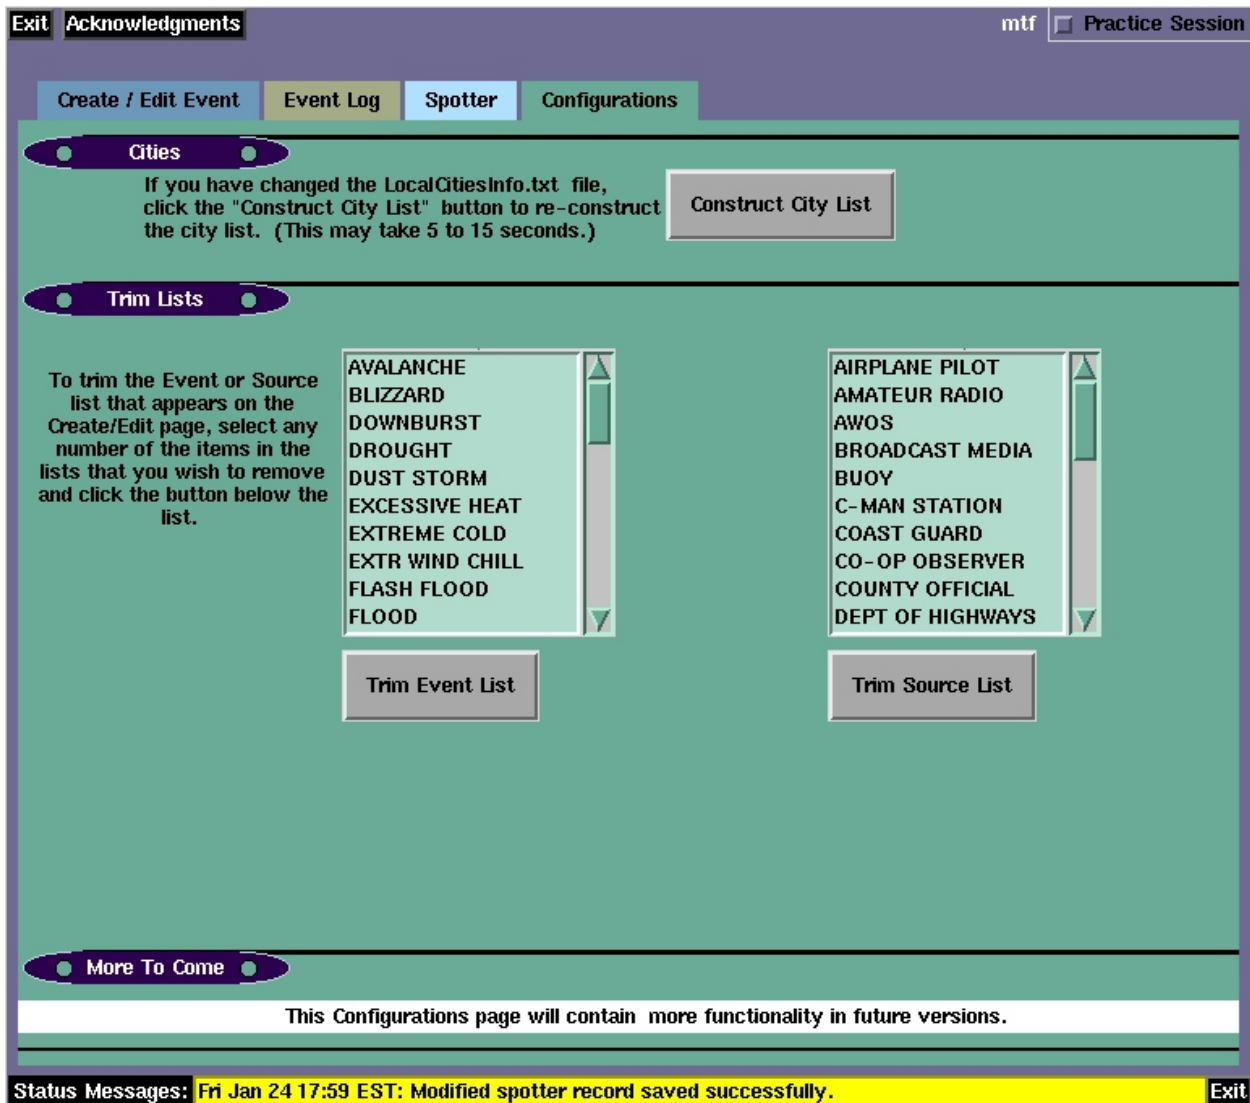 Exit Acknowledgments mtf Practice Session
Create / Edit Event Event Log Spotter Configurations
Cities
If you have changed the LocalCitiesInfo.txt file,
click the "Construct City List" button to re-construct
the city list. (This may take 5 to 15 seconds.)
Construct City List
Trim Lists
To trim the Event or Source
list that appears on the
Create/Edit page, select any
number of the items in the
lists that you wish to remove
and click the button below the
list.
AVALANCHE
BLIZZARD
DOWNBURST
DROUGHT
DUST STORM
EXCESSIVE HEAT
EXTREME COLD
EXTR WIND CHILL
FLASH FLOOD
FLOOD
Trim Event List
AIRPLANE PILOT
AMATEUR RADIO
AWOS
BROADCAST MEDIA
BUOY
C-MAN STATION
COAST GUARD
CO-OP OBSERVER
COUNTY OFFICIAL
DEPT OF HIGHWAYS
Trim Source List
More To Come
This Configurations page will contain more functionality in future versions.
Status Messages: Fri Jan 24 17:59 EST: Modified spotter record saved successfully. Exit